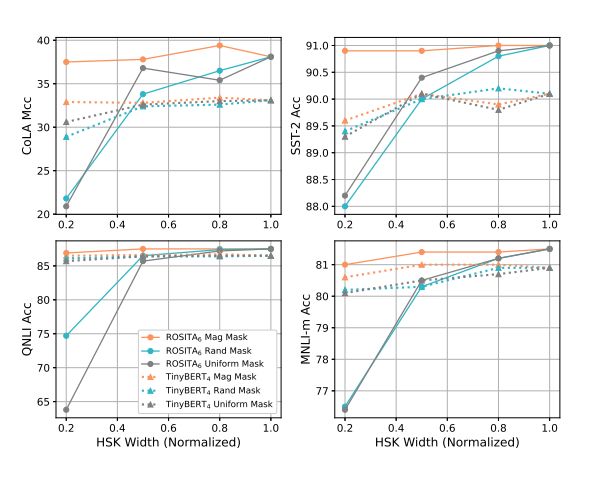 40
35
30
25
20
CoLA Mcc
0.2 0.4 0.6 0.8 1.0
91.0
90.5
90.0
89.5
89.0
88.5
88.0
SST-2 Acc
0.2 0.4 0.6 0.8 1.0
85
80
75
70
65
QNLI Acc
ROSITA6 Mag Mask
ROSITA6 Rand Mask
ROSITA6 Uniform Mask
TinyBERT4 Mag Mask
TinyBERT4 Rand Mask
TinyBERT4 Uniform Mask
0.2 0.4 0.6 0.8 1.0
HSK Width (Normalized)
81
80
79
78
77
MNLI-m Acc
0.2 0.4 0.6 0.8 1.0
HSK Width (Normalized)